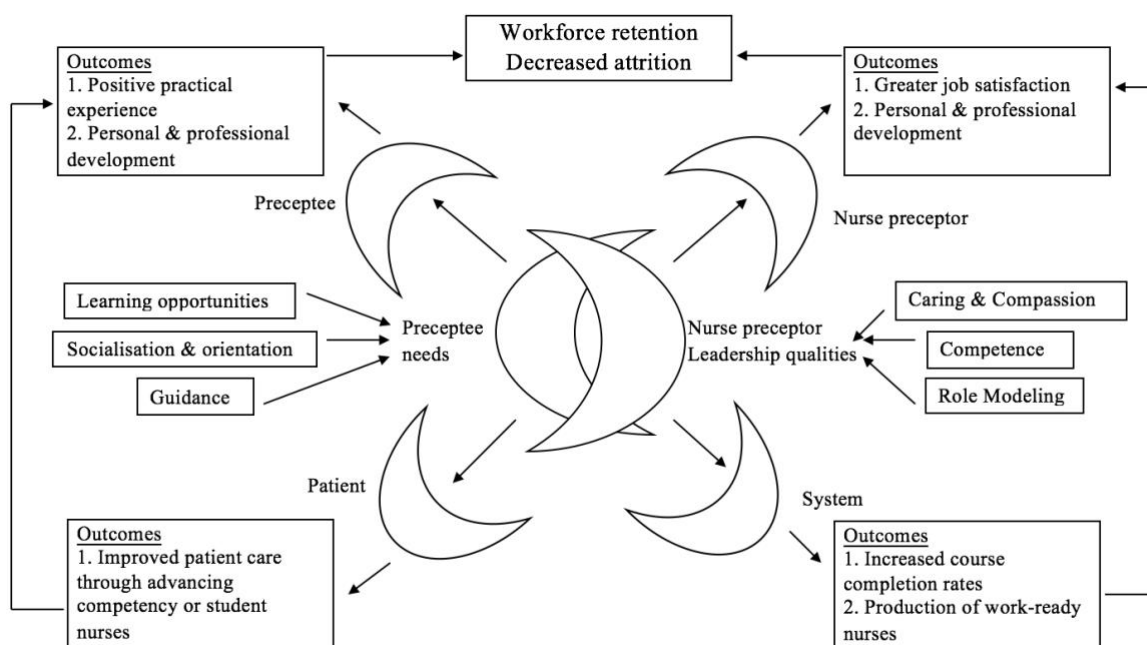 Workforce retention
Decreased attrition
Outcomes
1. Positive practical
experience
2. Personal & professional
development
Outcomes
1. Greater job satisfaction
2. Personal & professional
development
Preceptee
Nurse preceptor
Learning opportunities
Socialisation & orientation
Guidance
Preceptee
needs
Nurse preceptor
Leadership qualities
Caring & Compassion
Competence
Role Modeling
Patient
System
Outcomes
1. Improved patient care
through advancing
competency or student
nurses
Outcomes
1. Increased course
completion rates
2. Production of work-ready
nurses